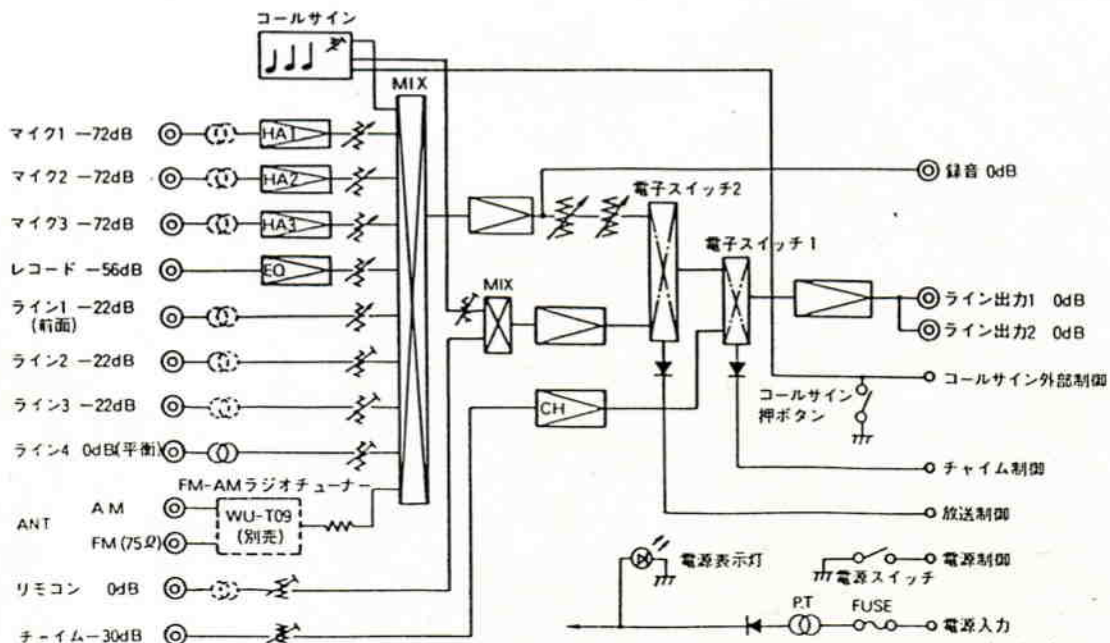 コールサイン
MIX
マイク1 -72dB
HA1
マイク2 -72dB
HA2
マイク3 -72dB
HA3
レコード -56dB
EQ
ライン1 -22dB
(前面)
ライン2 -22dB
ライン3 -22dB
ライン4 0dB(平衡)
FM-AMラジオチューナー
ANT
AM
FM(75Ω)
WU-T09
(別売)
リモコン 0dB
チャイム-30dB
MIX
CH
電子スイッチ2
電子スイッチ1
録音 0dB
ライン出力1 0dB
ライン出力2 0dB
コールサイン外部制御
コールサイン
押ボタン
チャイム制御
放送制御
電源表示灯
電源制御
電源スイッチ
P.T
FUSE
電源入力